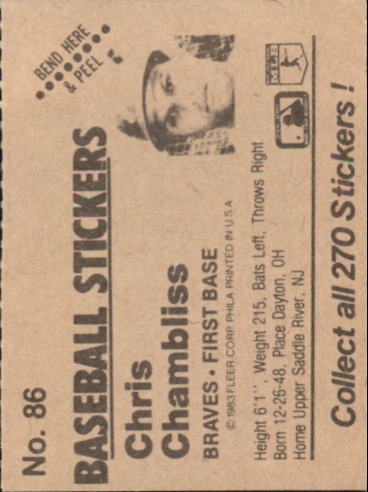 No. 86
BEND HERE
& PEEL
BASEBALL STICKERS
Chris
Chambliss
BRAVES • FIRST BASE
© 1983 FLEER CORP. PHILA PRINTED IN U.S.A
Height 6'1'', Weight 215, Bats Left, Throws Right
Born 12-26-48, Place Dayton, OH
Home Upper Saddle River, NJ
Collect all 270 Stickers !